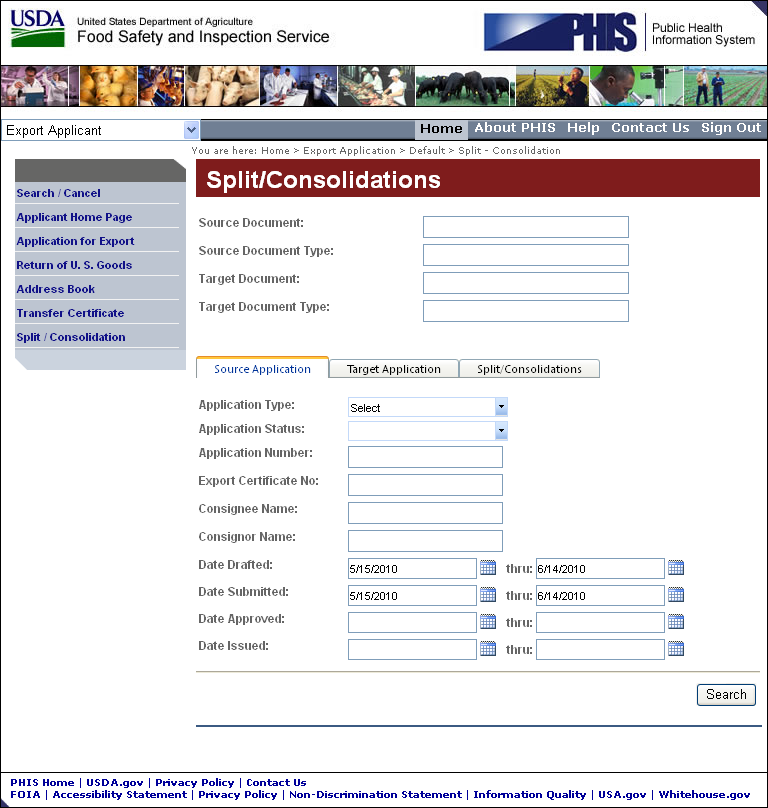 USDA
United States Department of Agriculture
Food Safety and Inspection Service
PHIS
Public Health
Information System
Export Applicant
Home About PHIS Help Contact Us Sign Out
You are here: Home > Export Application > Default > Split - Consolidation
Search / Cancel
Applicant Home Page
Application for Export
Return of U. S. Goods
Address Book
Transfer Certificate
Split / Consolidation
Split/Consolidations
Source Document:
Source Document Type:
Target Document:
Target Document Type:
Source Application Target Application Split/Consolidations
Application Type: Select
Application Status:
Application Number:
Export Certificate No:
Consignee Name:
Consignor Name:
Date Drafted: 5/15/2010 thru: 6/14/2010
Date Submitted: 5/15/2010 thru: 6/14/2010
Date Approved: thru:
Date Issued: thru:
Search
PHIS Home | USDA.gov | Privacy Policy | Contact Us
FOIA | Accessibility Statement | Privacy Policy | Non-Discrimination Statement | Information Quality | USA.gov | Whitehouse.gov